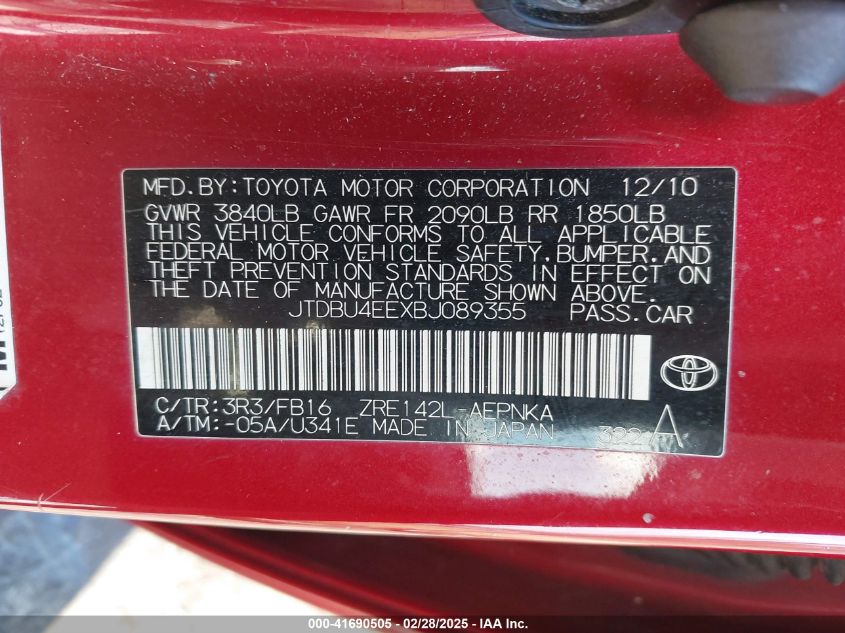 MFD.BY:TOYOTA MOTOR CORPORATION 12/10
GVWR 3840LB GAWR FR 2090LB RR 1850LB
THIS VEHICLE CONFORMS TO ALL APPLICABLE
FEDERAL MOTOR VEHICLE SAFETY.BUMPER.AND
THEFT PREVENTION STANDARDS IN EFFECT ON
THE DATE OF MANUFACTURE SHOWN ABOVE.
JTDBU4EEXBJ089355 PASS.CAR
C/TR:3R3/FB16 ZRE142L-AEPNKA
A/TM:-05A/U341E MADE IN JAPAN A
000-41690505 - 02/28/2025 - IAA Inc.